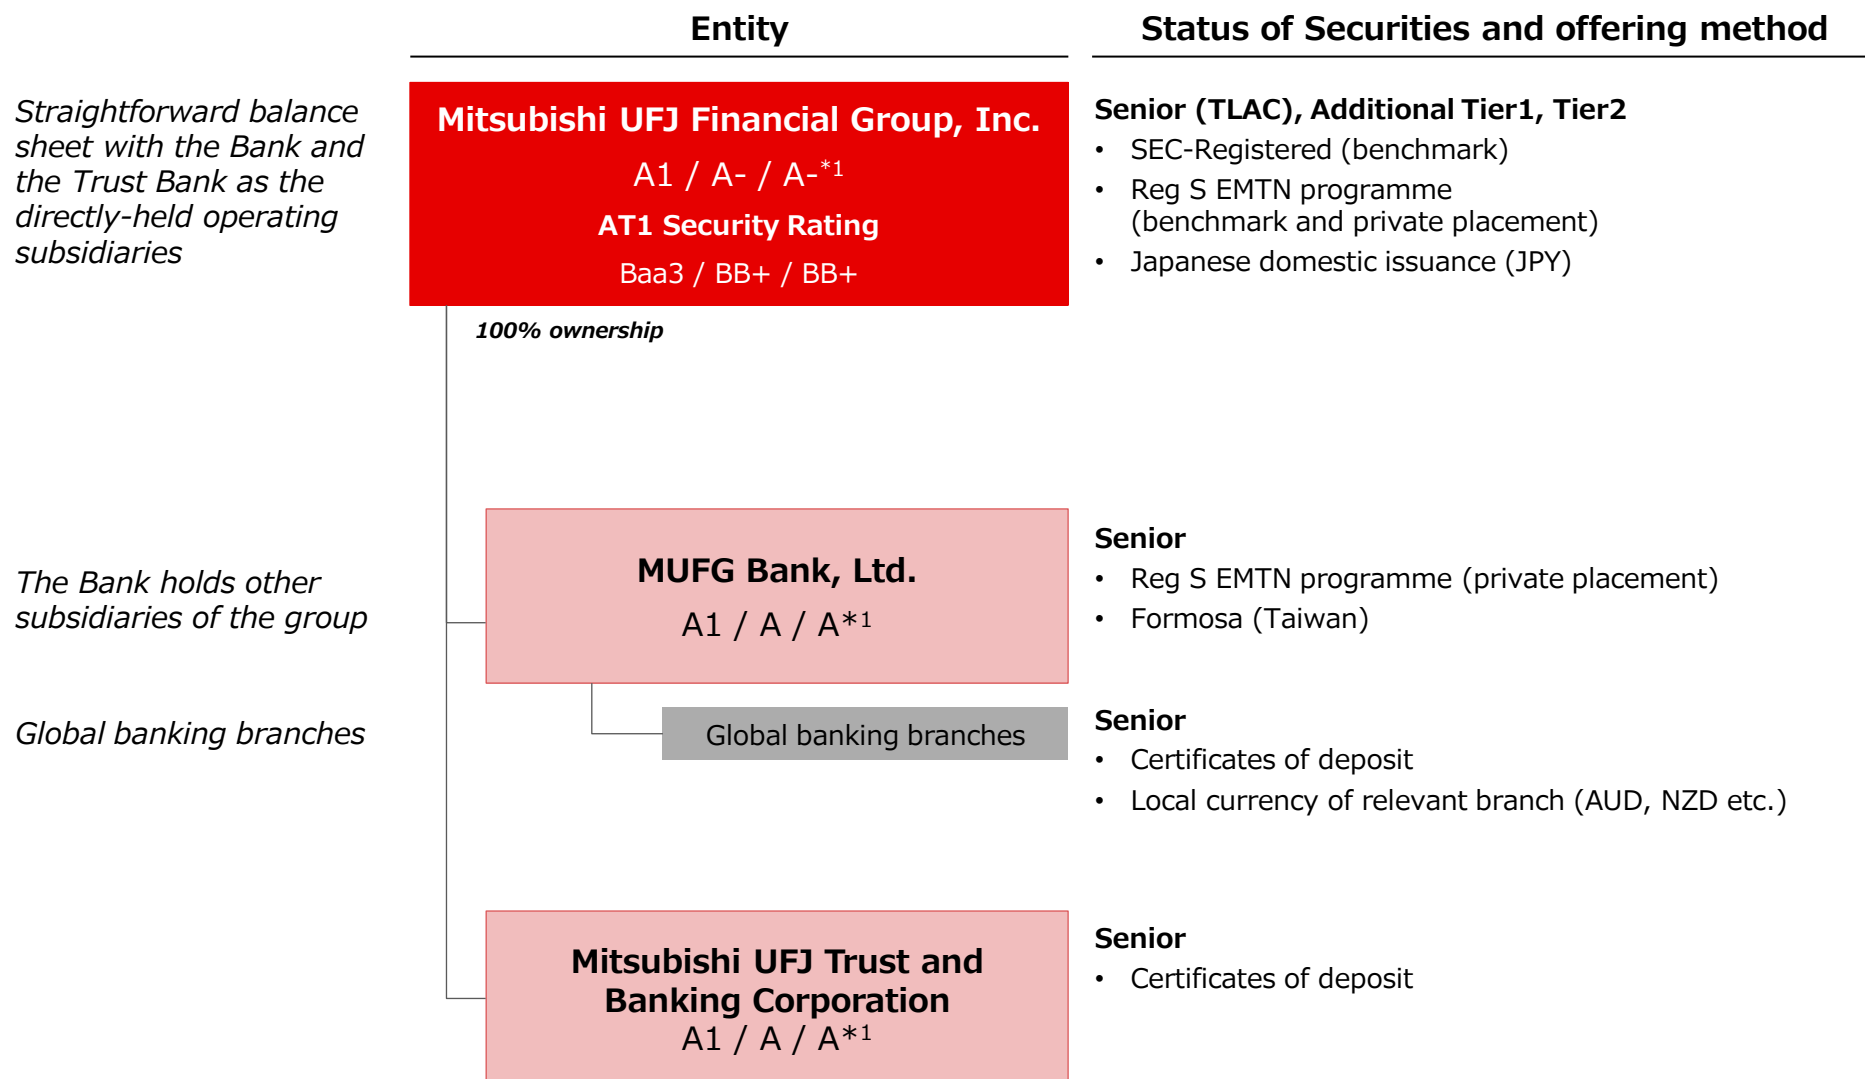 Entity
Status of Securities and offering method
Straightforward balance
sheet with the Bank and
the Trust Bank as the
directly-held operating
subsidiaries
Mitsubishi UFJ Financial Group, Inc.
A1 / A- / A-*1
AT1 Security Rating
Baa3 / BB+ / BB+
Senior (TLAC), Additional Tier1, Tier2
• SEC-Registered (benchmark)
• Reg S EMTN programme
(benchmark and private placement)
• Japanese domestic issuance (JPY)
100% ownership
The Bank holds other
subsidiaries of the group
MUFG Bank, Ltd.
A1 / A / A*1
Senior
• Reg S EMTN programme (private placement)
• Formosa (Taiwan)
Global banking branches
Global banking branches
Senior
• Certificates of deposit
• Local currency of relevant branch (AUD, NZD etc.)
Mitsubishi UFJ Trust and
Banking Corporation
A1 / A / A*1
Senior
• Certificates of deposit